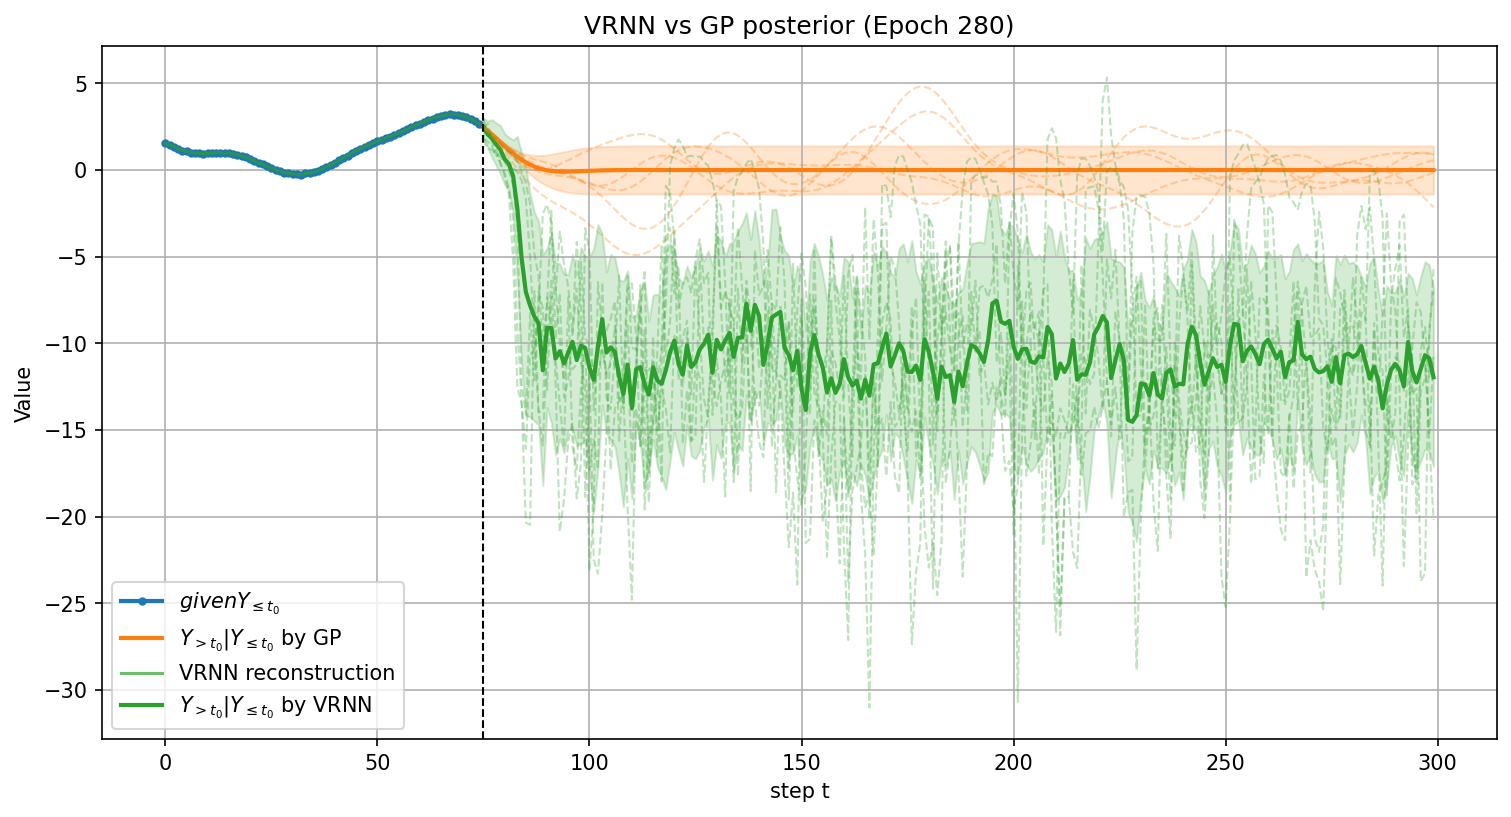 VRNN vs GP posterior (Epoch 280)
Value
5
0
−5
−10
−15
−20
−25
−30
givenY≤t₀
Y>t₀|Y≤t₀ by GP
VRNN reconstruction
Y>t₀|Y≤t₀ by VRNN
0 50 100 150 200 250 300
step t